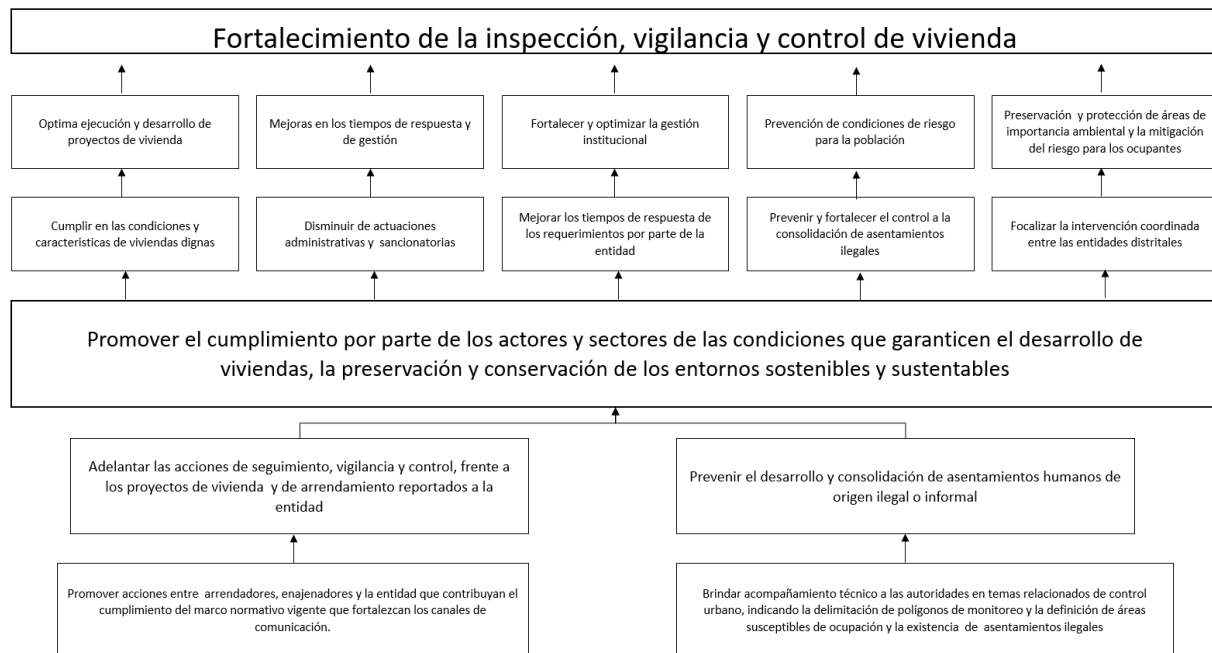 Fortalecimiento de la inspección, vigilancia y control de vivienda
Optima ejecución y desarrollo de
proyectos de vivienda
Mejoras en los tiempos de respuesta y
de gestión
Fortalecer y optimizar la gestión
institucional
Prevención de condiciones de riesgo
para la población
Preservación y protección de áreas de
importancia ambiental y la mitigación
del riesgo para los ocupantes
Cumplir en las condiciones y
caracteristicas de viviendas dignas
Disminuir de actuaciones
administrativas y sancionatorias
Mejorar los tiempos de respuesta de
los requerimientos por parte de la
entidad
Prevenir y fortalecer el control a la
consolidación de asentamientos
ilegales
Focalizar la intervención coordinada
entre las entidades distritales
Promover el cumplimiento por parte de los actores y sectores de las condiciones que garanticen el desarrollo de
viviendas, la preservación y conservación de los entornos sostenibles y sustentables
Adelantar las acciones de seguimiento, vigilancia y control, frente a
los proyectos de vivienda y de arrendamiento reportados a la
entidad
Prevenir el desarrollo y consolidación de asentamientos humanos de
origen ilegal o informal
Promover acciones entre arrendadores, enajenadores y la entidad que contribuyan el
cumplimiento del marco normativo vigente que fortalezcan los canales de
comunicación.
Brindar acompañamiento técnico a las autoridades en temas relacionados de control
urbano, indicando la delimitación de polígonos de monitoreo y la definición de áreas
susceptibles de ocupación y la existencia de asentamientos ilegales